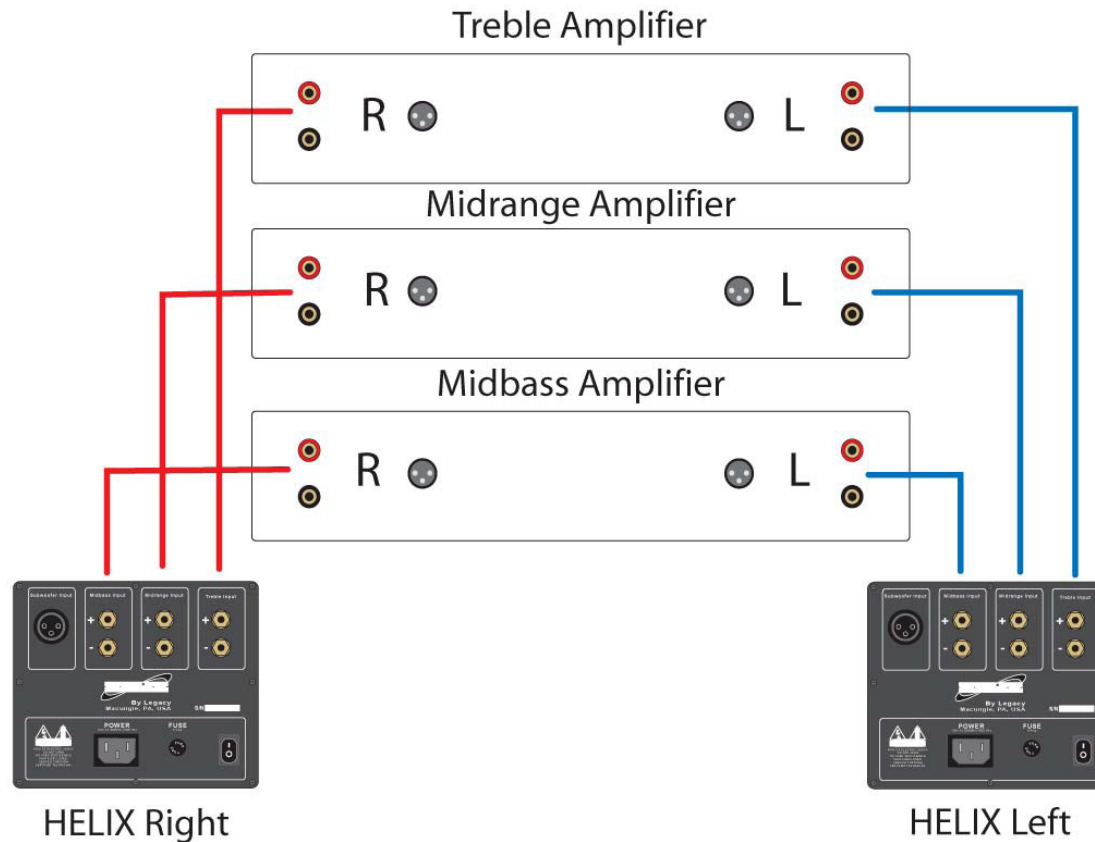 Treble Amplifier
R L
Midrange Amplifier
R L
Midbass Amplifier
R L
Subwoofer Input Midbass Input Midrange Input Treble Input
+ + +
- - -
By Legacy
Macungie, PA, USA
SN
POWER FUSE
HELIX Right
Subwoofer Input Midbass Input Midrange Input Treble Input
+ + +
- - -
By Legacy
Macungie, PA, USA
SN
POWER FUSE
HELIX Left